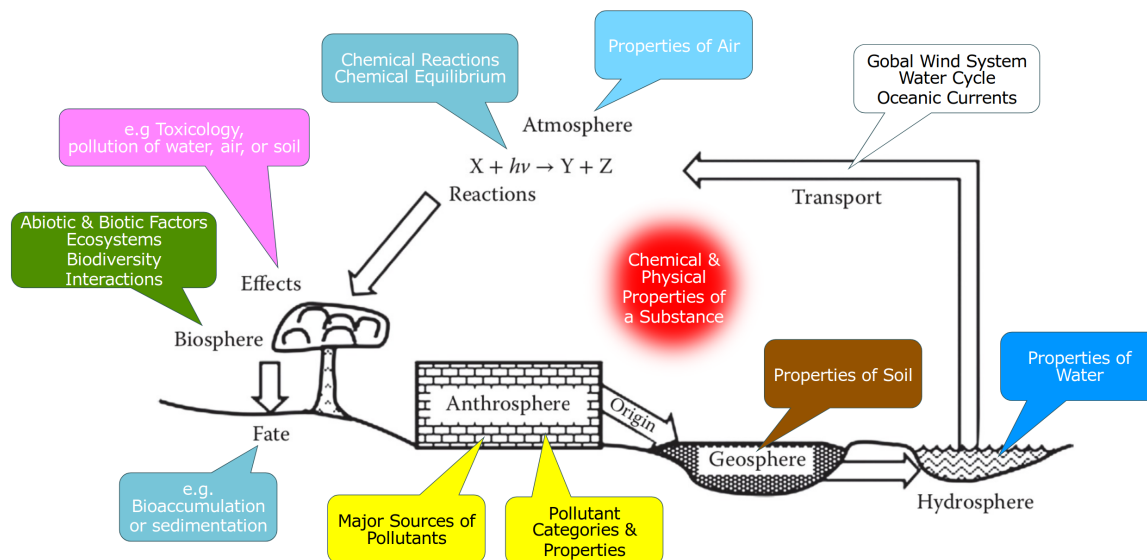 Chemical Reactions
Chemical Equilibrium
Properties of Air
Gobal Wind System
Water Cycle
Oceanic Currents
e.g Toxicology,
pollution of water, air, or soil
Atmosphere
X + hν → Y + Z
Reactions
Transport
Abiotic & Biotic Factors
Ecosystems
Biodiversity
Interactions
Effects
Chemical &
Physical
Properties of
a Substance
Biosphere
Properties of Soil
Properties of
Water
Anthrosphere
Origin
Fate
Geosphere
Hydrosphere
e.g.
Bioaccumulation
or sedimentation
Major Sources of
Pollutants
Pollutant
Categories &
Properties